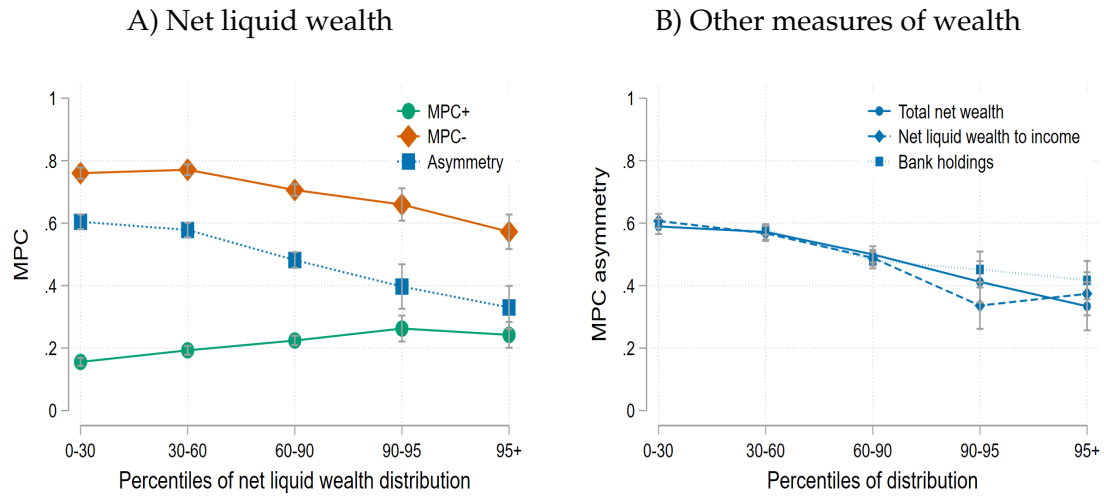 A) Net liquid wealth
MPC
1
.8
.6
.4
.2
0
MPC+
MPC-
Asymmetry
0-30
30-60
60-90
90-95
95+
Percentiles of net liquid wealth distribution
B) Other measures of wealth
MPC asymmetry
1
.8
.6
.4
.2
0
Total net wealth
Net liquid wealth to income
Bank holdings
0-30
30-60
60-90
90-95
95+
Percentiles of distribution